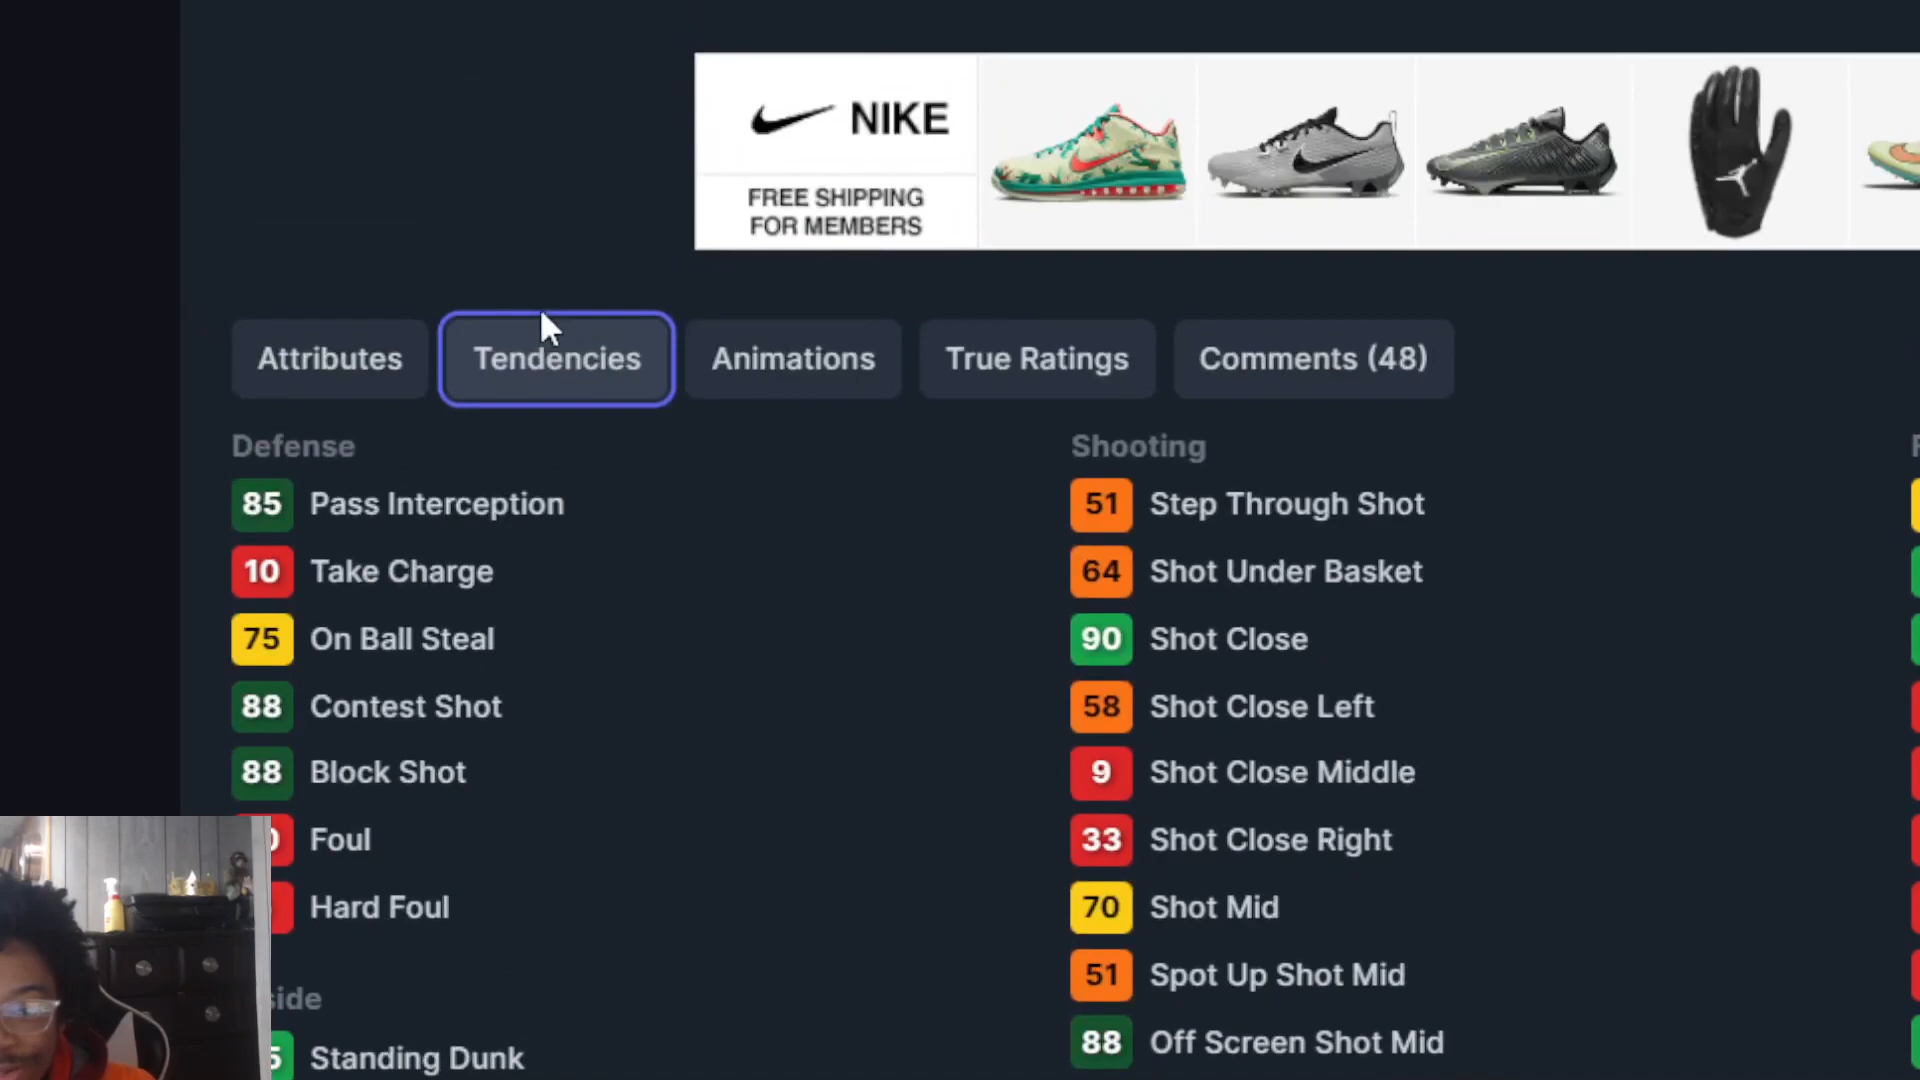 NIKE
FREE SHIPPING
FOR MEMBERS
Attributes
Tendencies
Animations
True Ratings
Comments (48)
Defense
85 Pass Interception
10 Take Charge
75 On Ball Steal
88 Contest Shot
88 Block Shot
Foul
Hard Foul
Standing Dunk
Shooting
51 Step Through Shot
64 Shot Under Basket
90 Shot Close
58 Shot Close Left
9 Shot Close Middle
33 Shot Close Right
70 Shot Mid
51 Spot Up Shot Mid
88 Off Screen Shot Mid